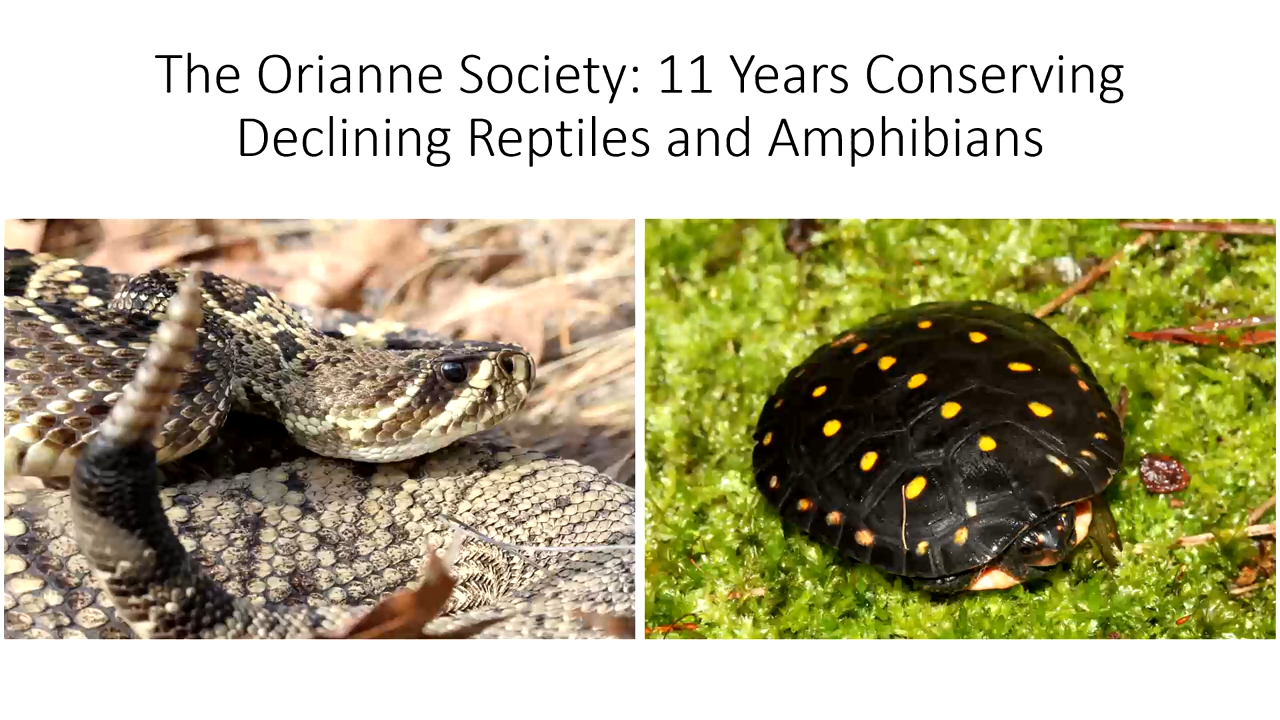 The Orianne Society: 11 Years Conserving
Declining Reptiles and Amphibians